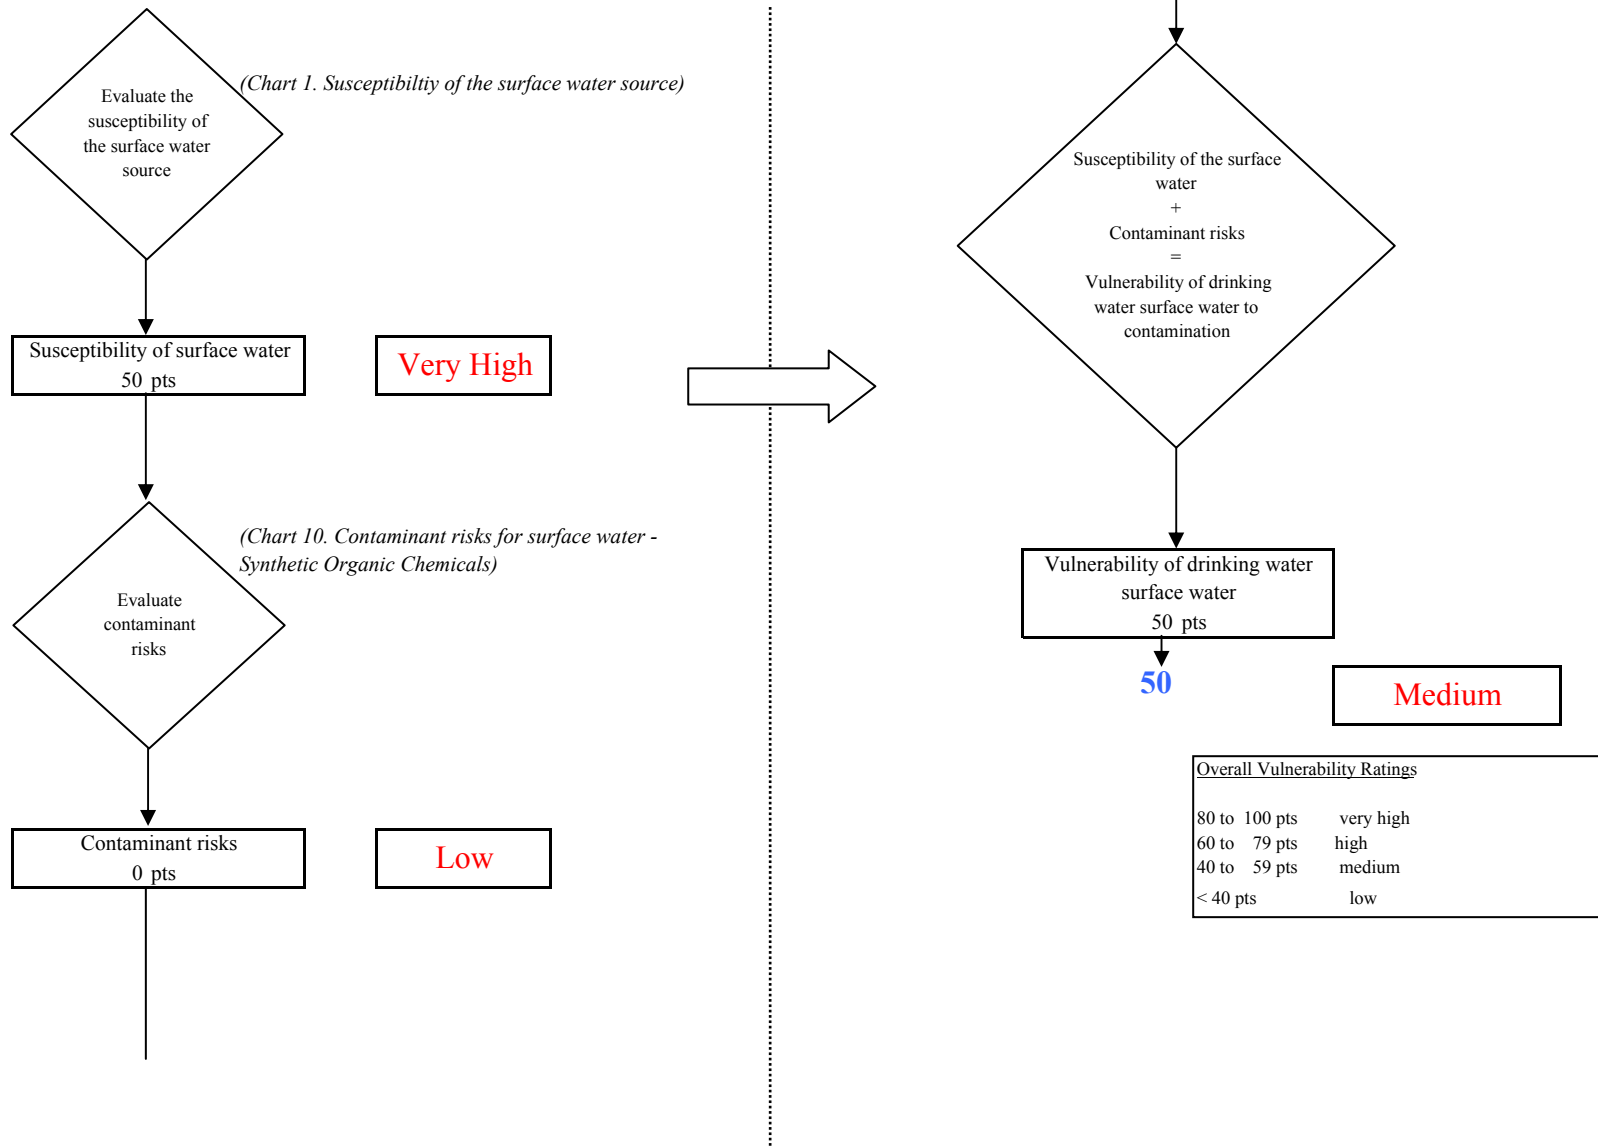 Evaluate the
susceptibility of
the surface water
source
(Chart 1. Susceptibiltiy of the surface water source)
Susceptibility of surface water
50 pts
Very High
(Chart 10. Contaminant risks for surface water -
Synthetic Organic Chemicals)
Evaluate
contaminant
risks
Contaminant risks
0 pts
Low
Susceptibility of the surface
water
+
Contaminant risks
=
Vulnerability of drinking
water surface water to
contamination
Vulnerability of drinking water
surface water
50 pts
50
Medium
Overall Vulnerability Ratings
80 to 100 pts very high
60 to 79 pts high
40 to 59 pts medium
< 40 pts low